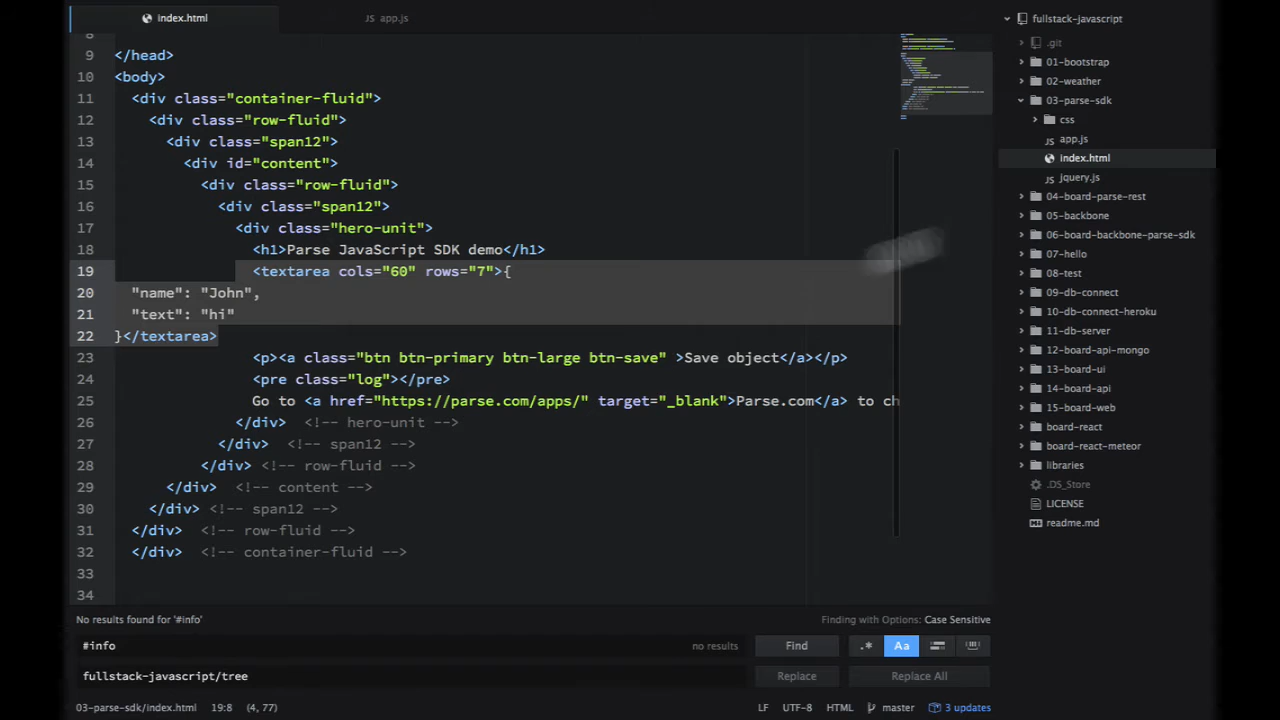 index.html
JS app.js
8
9 </head>
10 <body>
11 <div class="container-fluid">
12 <div class="row-fluid">
13 <div class="span12">
14 <div id="content">
15 <div class="row-fluid">
16 <div class="span12">
17 <div class="hero-unit">
18 <h1>Parse JavaScript SDK demo</h1>
19 <textarea cols="60" rows="7">{
20 "name": "John",
21 "text": "hi"
22 }</textarea>
23 <p><a class="btn btn-primary btn-large btn-save" >Save object</a></p>
24 <pre class="log"></pre>
25 Go to <a href="https://parse.com/apps/" target="_blank">Parse.com</a> to ch
26 </div> <!-- hero-unit -->
27 </div> <!-- span12 -->
28 </div> <!-- row-fluid -->
29 </div> <!-- content -->
30 </div> <!-- span12 -->
31 </div> <!-- row-fluid -->
32 </div> <!-- container-fluid -->
33
34
No results found for '#info'
Finding with Options: Case Sensitive
#info
no results
Find
.* Aa
fullstack-javascript/tree
Replace
Replace All
03-parse-sdk/index.html 19:8 (4, 77)
LF UTF-8 HTML master 3 updates
fullstack-javascript
.git
01-bootstrap
02-weather
03-parse-sdk
css
JS app.js
index.html
JS jquery.js
04-board-parse-rest
05-backbone
06-board-backbone-parse-sdk
07-hello
08-test
09-db-connect
10-db-connect-heroku
11-db-server
12-board-api-mongo
13-board-ui
14-board-api
15-board-web
board-react
board-react-meteor
libraries
.DS_Store
LICENSE
readme.md